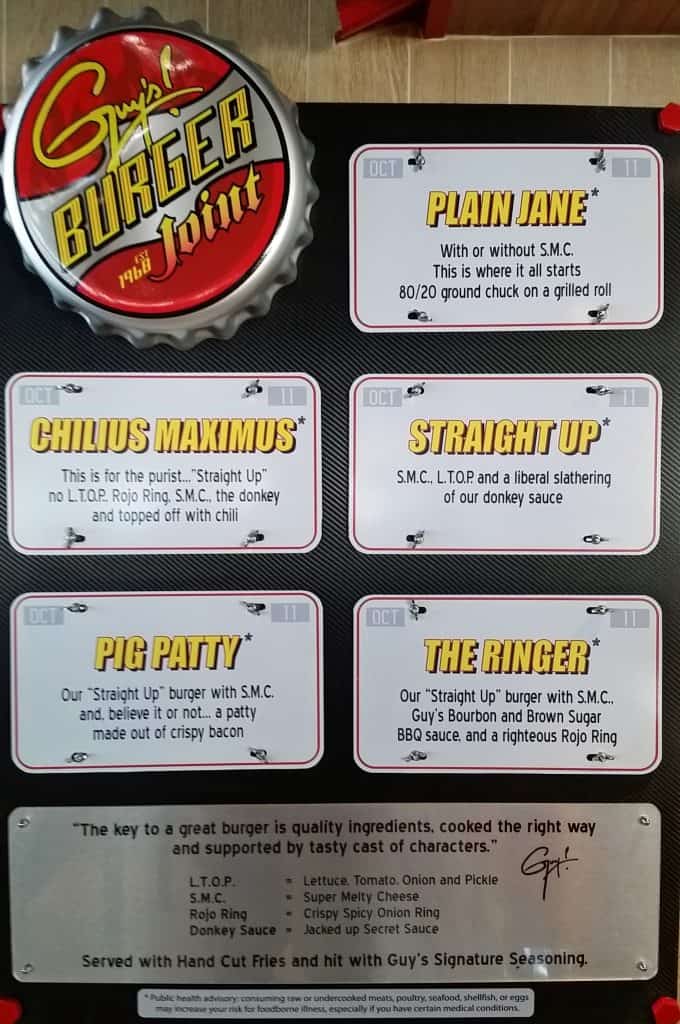 Guy's!
BURGER
Joint
EST
1968
OCT 11
PLAIN JANE*
With or without S.M.C.
This is where it all starts
80/20 ground chuck on a grilled roll
OCT 11
CHILIUS MAXIMUS*
This is for the purist..."Straight Up"
no L.T.O.P. Rojo Ring, S.M.C., the donkey
and topped off with chili
OCT 11
STRAIGHT UP*
S.M.C., L.T.O.P. and a liberal slathering
of our donkey sauce
OCT 11
PIG PATTY*
Our "Straight Up" burger with S.M.C.
and, believe it or not... a patty
made out of crispy bacon
OCT 11
THE RINGER*
Our "Straight Up" burger with S.M.C.,
Guy's Bourbon and Brown Sugar
BBQ sauce, and a righteous Rojo Ring
"The key to a great burger is quality ingredients, cooked the right way
and supported by tasty cast of characters."
Guy!
L.T.O.P. = Lettuce, Tomato, Onion and Pickle
S.M.C. = Super Melty Cheese
Rojo Ring = Crispy Spicy Onion Ring
Donkey Sauce = Jacked up Secret Sauce
Served with Hand Cut Fries and hit with Guy's Signature Seasoning.
* Public health advisory: consuming raw or undercooked meats, poultry, seafood, shellfish, or eggs
may increase your risk for foodborne illness, especially if you have certain medical conditions.